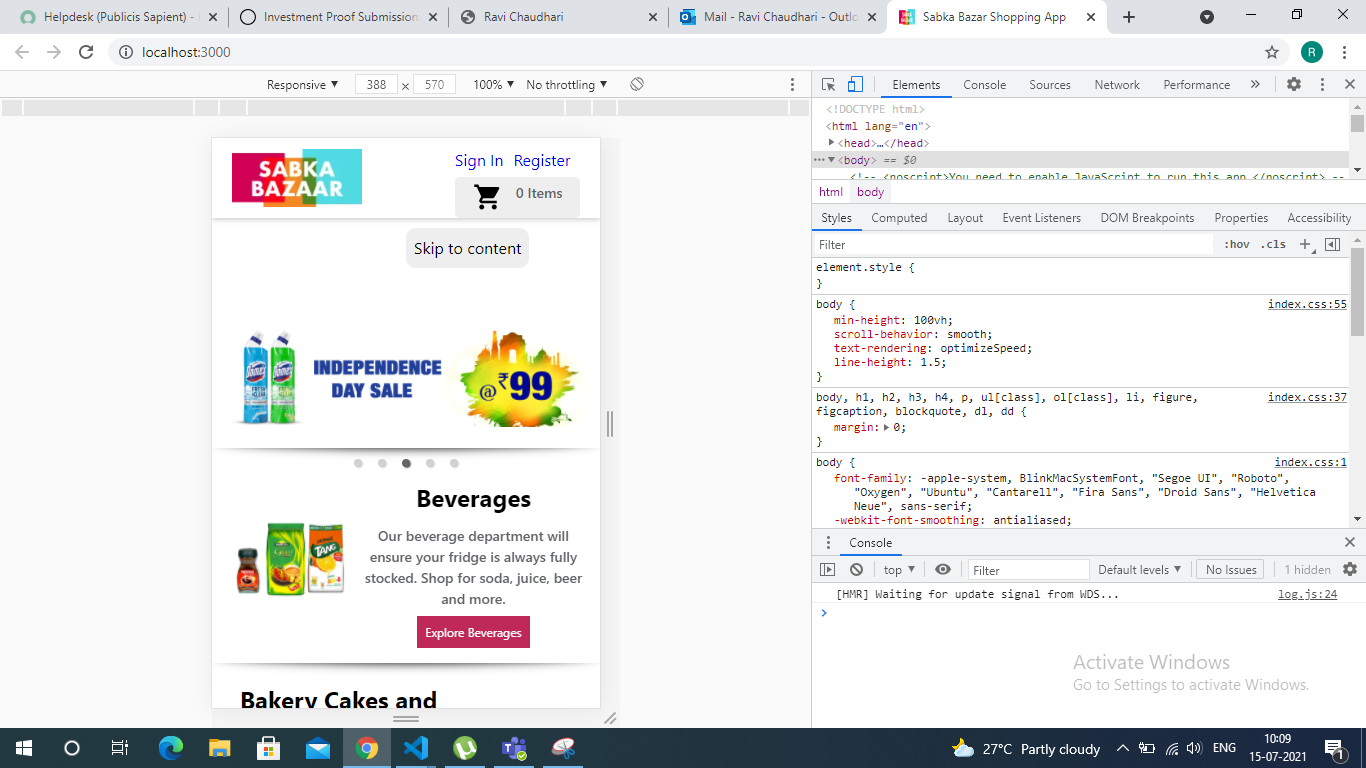 Helpdesk (Publicis Sapient) -
Investment Proof Submission
Ravi Chaudhari
Mail - Ravi Chaudhari - Outlo
Sabka Bazar Shopping App
localhost:3000
R
Responsive 388 × 570 100% No throttling
SABKA
BAZAAR
Sign In Register
0 Items
Skip to content
Domex
FRESH
CLEAN
INDEPENDENCE
DAY SALE
@ ₹99
Beverages
TANG
Our beverage department will
ensure your fridge is always fully
stocked. Shop for soda, juice, beer
and more.
Explore Beverages
Bakery Cakes and
Elements Console Sources Network Performance »
<!DOCTYPE html>
<html lang="en">
<head>…</head>
<body> == $0
<!-- <noscript>You need to enable JavaScript to run this app.</noscript> --
html body
Styles Computed Layout Event Listeners DOM Breakpoints Properties Accessibility
Filter :hov .cls +
element.style {
}
body { index.css:55
min-height: 100vh;
scroll-behavior: smooth;
text-rendering: optimizeSpeed;
line-height: 1.5;
}
body, h1, h2, h3, h4, p, ul[class], ol[class], li, figure, index.css:37
figcaption, blockquote, dl, dd {
margin: 0;
}
body { index.css:1
font-family: -apple-system, BlinkMacSystemFont, "Segoe UI", "Roboto",
"Oxygen", "Ubuntu", "Cantarell", "Fira Sans", "Droid Sans", "Helvetica
Neue", sans-serif;
-webkit-font-smoothing: antialiased;
Console
top Filter Default levels No Issues 1 hidden
[HMR] Waiting for update signal from WDS... log.js:24
Activate Windows
Go to Settings to activate Windows.
27°C Partly cloudy ENG 10:09
15-07-2021
1